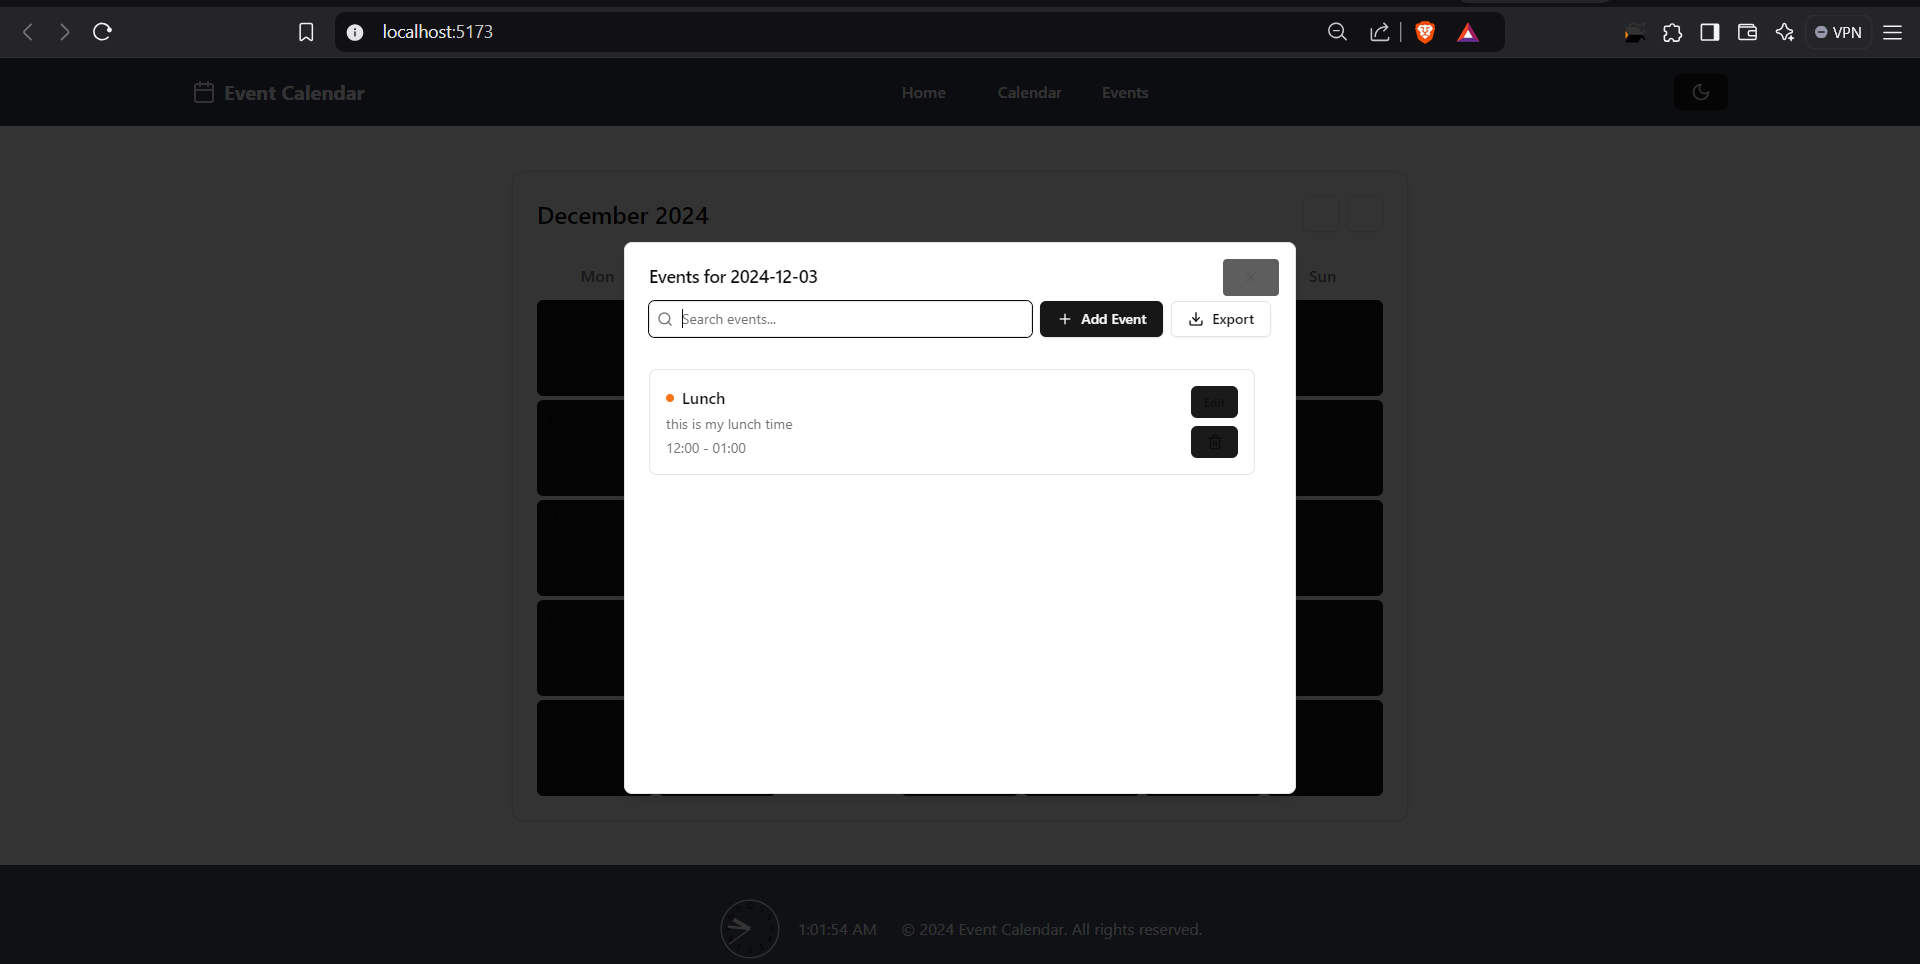 localhost:5173
VPN
Event Calendar
Home
Calendar
Events
December 2024
Mon
Sun
Events for 2024-12-03
Search events...
Add Event
Export
Lunch
Edit
this is my lunch time
12:00 - 01:00
1:01:54 AM
© 2024 Event Calendar. All rights reserved.